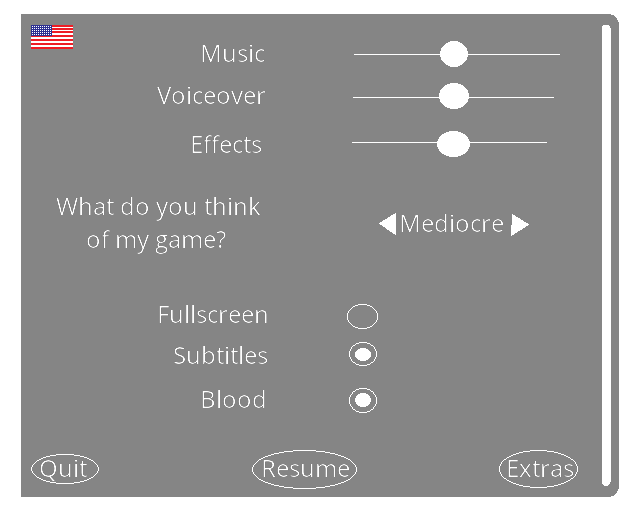 Music
Voiceover
Effects
What do you think
of my game?
Mediocre
Fullscreen
Subtitles
Blood
Quit
Resume
Extras